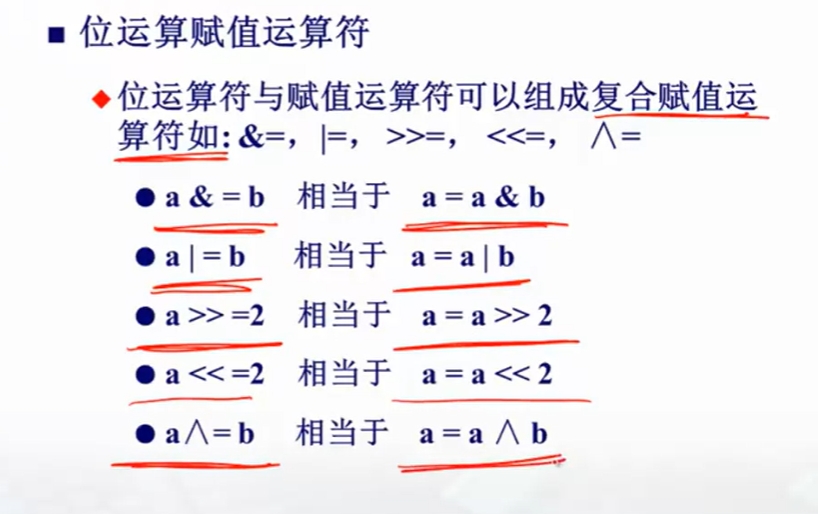 ■ 位运算赋值运算符
◆位运算符与赋值运算符可以组成复合赋值运
算符如: &=, |=, >>=, <<=, ∧=
● a & = b 相当于 a = a & b
● a | = b 相当于 a = a | b
● a >> =2 相当于 a = a >> 2
● a << =2 相当于 a = a << 2
● a∧= b 相当于 a = a ∧ b